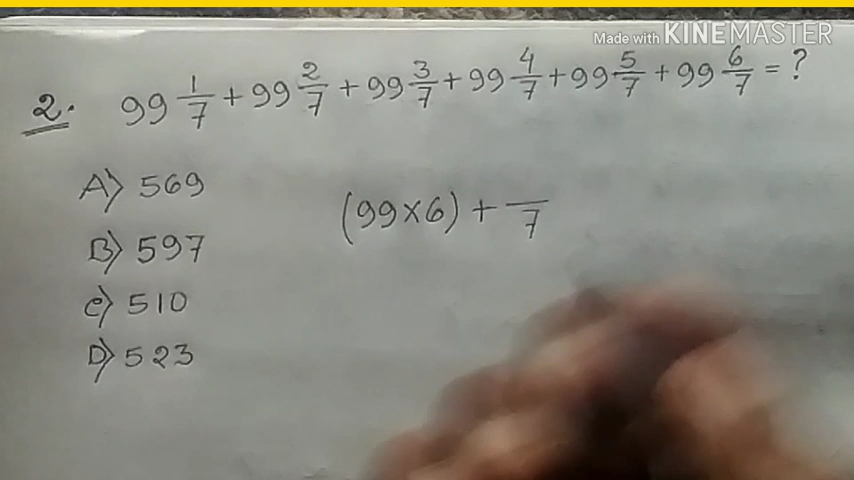 Made with KINEMASTER
2. 99 1/7 + 99 2/7 + 99 3/7 + 99 4/7 + 99 5/7 + 99 6/7 = ?
A) 569
(99×6) + —/7
B) 597
C) 510
D) 523